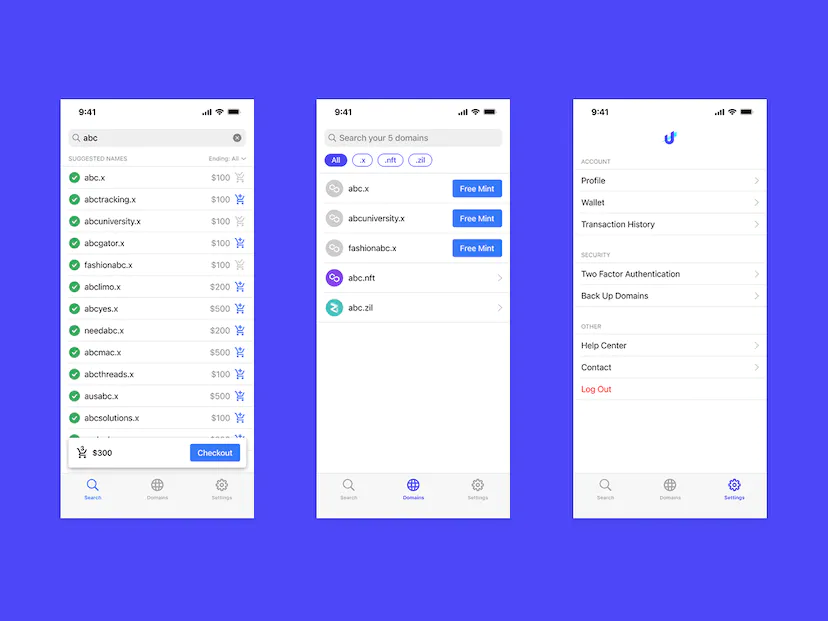 9:41
abc
SUGGESTED NAMES Ending: All
abc.x $100
abctracking.x $100
abcuniversity.x $100
abcgator.x $100
fashionabc.x $100
abclimo.x $200
abcyes.x $500
needabc.x $200
abcmac.x $500
abcthreads.x $100
ausabc.x $500
abcsolutions.x $100
3 $300 Checkout
Search Domains Settings
9:41
Search your 5 domains
All .x .nft .zil
abc.x Free Mint
abcuniversity.x Free Mint
fashionabc.x Free Mint
abc.nft
abc.zil
Search Domains Settings
9:41
ACCOUNT
Profile
Wallet
Transaction History
SECURITY
Two Factor Authentication
Back Up Domains
OTHER
Help Center
Contact
Log Out
Search Domains Settings